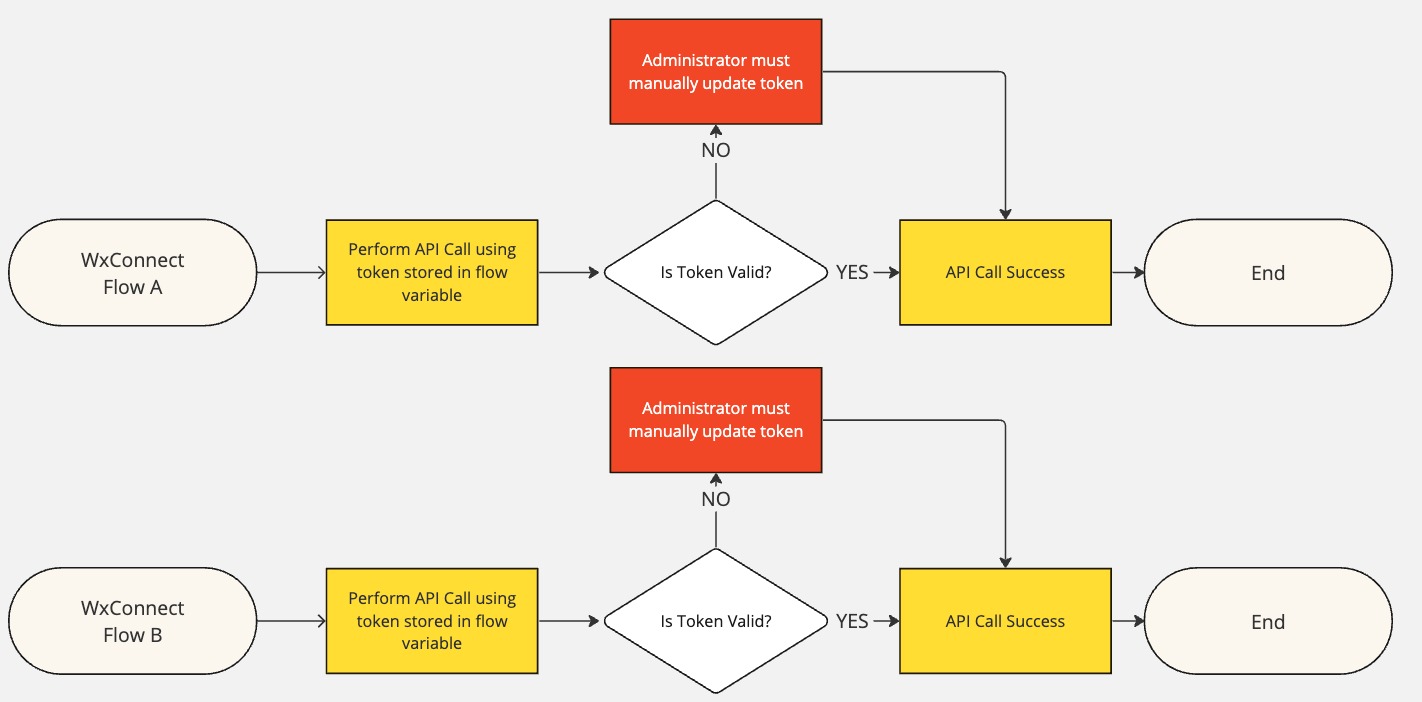 Administrator must
manually update token
NO
WxConnect
Flow A
Perform API Call using
token stored in flow
variable
Is Token Valid?
YES
API Call Success
End
Administrator must
manually update token
NO
WxConnect
Flow B
Perform API Call using
token stored in flow
variable
Is Token Valid?
YES
API Call Success
End